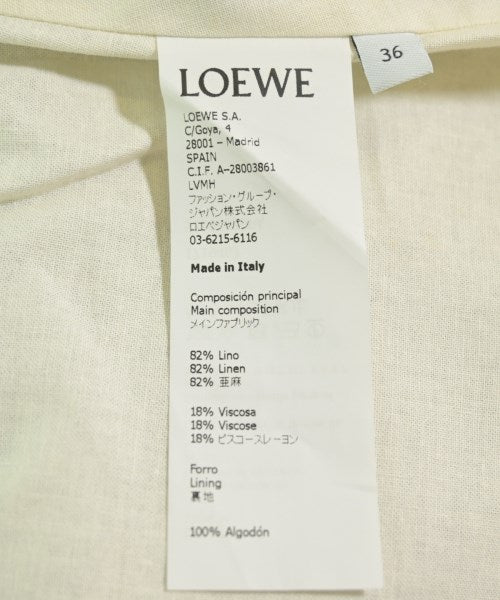 36
LOEWE
LOEWE S.A.
C/Goya, 4
28001 – Madrid
SPAIN
C.I.F. A–28003861
LVMH
ファッション・グループ・
ジャパン株式会社
ロエベジャパン
03-6215-6116
Made in Italy
Composición principal
Main composition
メインファブリック
82% Lino
82% Linen
82% 亜麻
18% Viscosa
18% Viscose
18% ビスコースレーヨン
Forro
Lining
裏地
100% Algodón